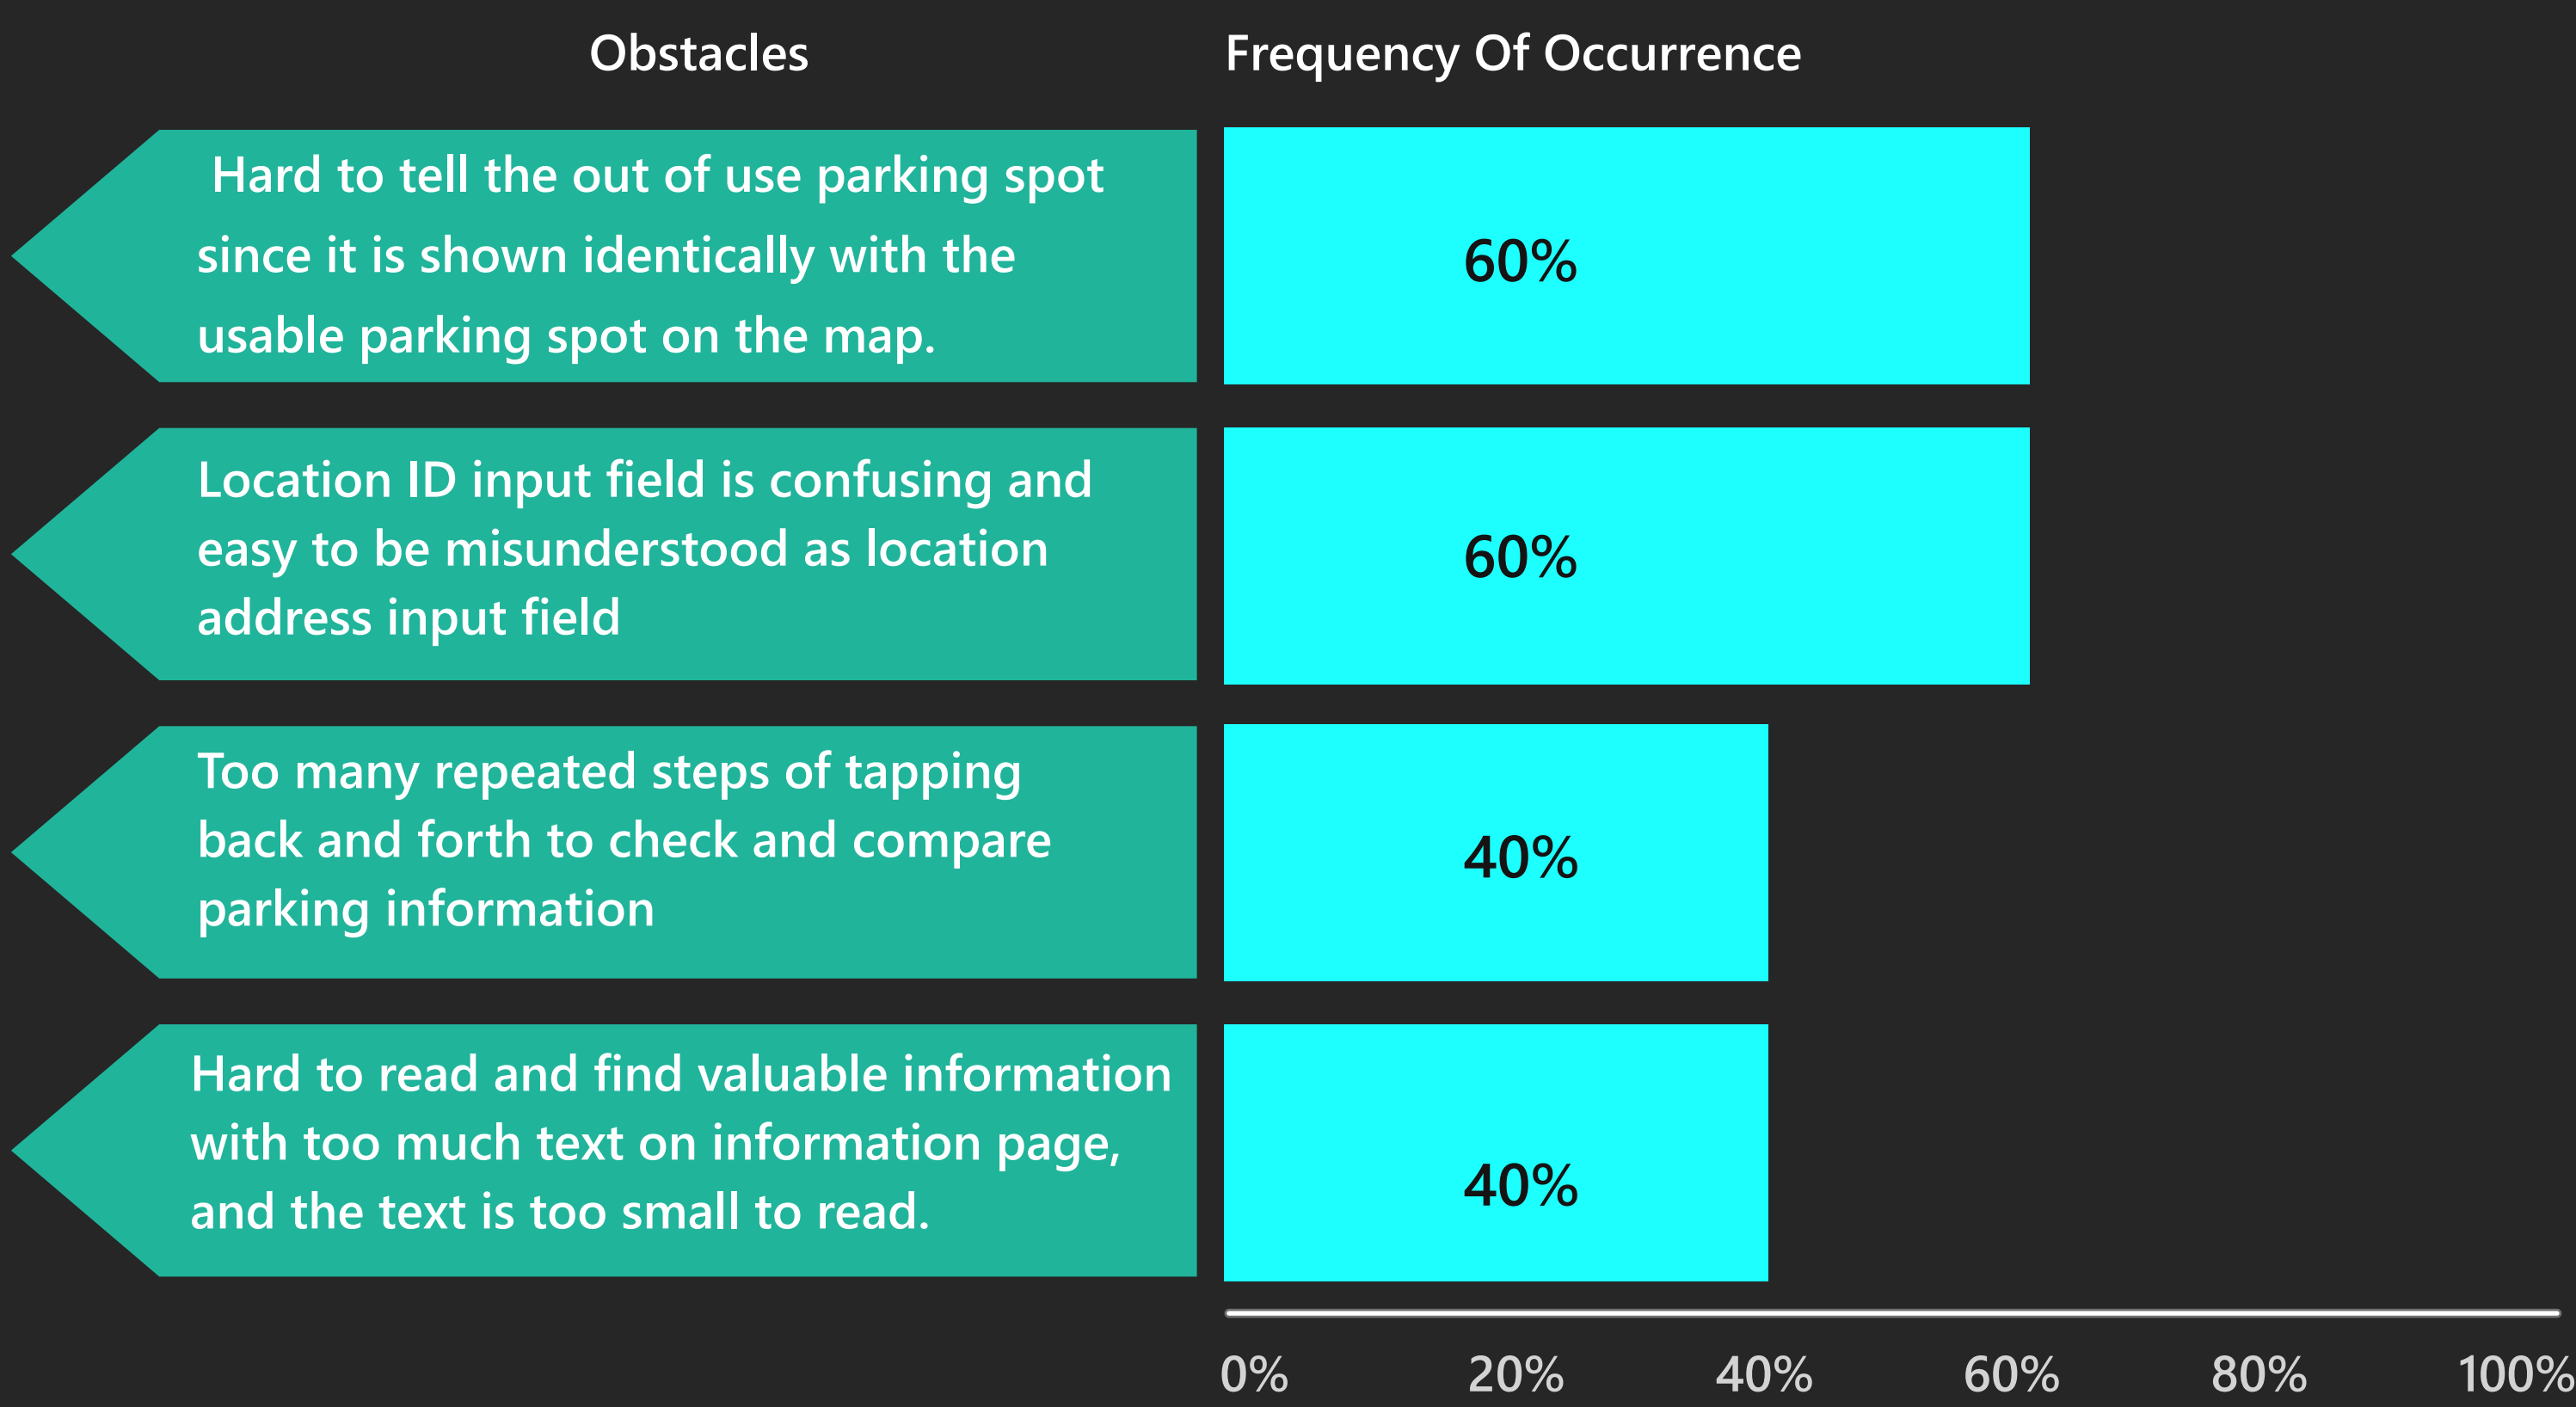 Obstacles
Frequency Of Occurrence
Hard to tell the out of use parking spot
since it is shown identically with the
usable parking spot on the map.
60%
Location ID input field is confusing and
easy to be misunderstood as location
address input field
60%
Too many repeated steps of tapping
back and forth to check and compare
parking information
40%
Hard to read and find valuable information
with too much text on information page,
and the text is too small to read.
40%
0% 20% 40% 60% 80% 100%